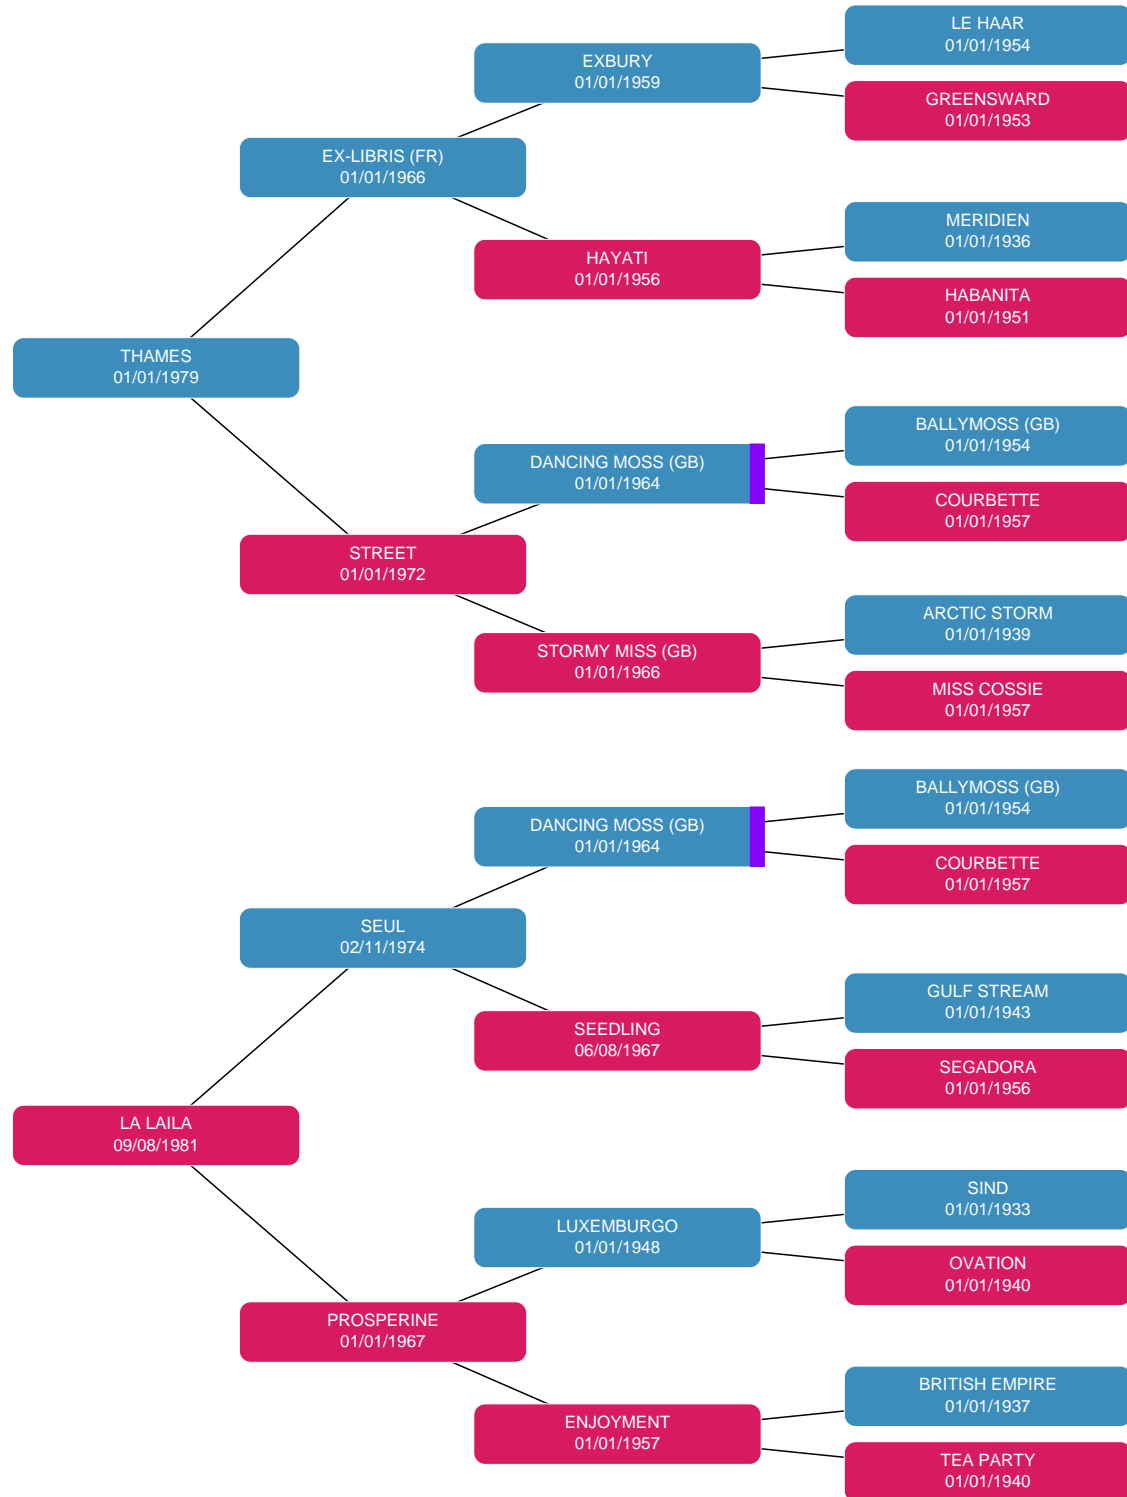 LE HAAR
01/01/1954
EXBURY
01/01/1959
GREENSWARD
01/01/1953
EX-LIBRIS (FR)
01/01/1966
MERIDIEN
01/01/1936
HAYATI
01/01/1956
HABANITA
01/01/1951
THAMES
01/01/1979
BALLYMOSS (GB)
01/01/1954
DANCING MOSS (GB)
01/01/1964
COURBETTE
01/01/1957
STREET
01/01/1972
ARCTIC STORM
01/01/1939
STORMY MISS (GB)
01/01/1966
MISS COSSIE
01/01/1957
BALLYMOSS (GB)
01/01/1954
DANCING MOSS (GB)
01/01/1964
COURBETTE
01/01/1957
SEUL
02/11/1974
GULF STREAM
01/01/1943
SEEDLING
06/08/1967
SEGADORA
01/01/1956
LA LAILA
09/08/1981
SIND
01/01/1933
LUXEMBURGO
01/01/1948
OVATION
01/01/1940
PROSPERINE
01/01/1967
BRITISH EMPIRE
01/01/1937
ENJOYMENT
01/01/1957
TEA PARTY
01/01/1940